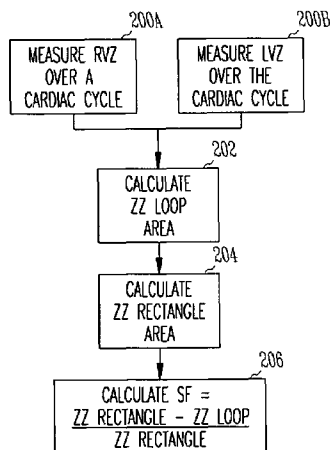 200A
MEASURE RVZ
OVER A
CARDIAC CYCLE
200B
MEASURE LVZ
OVER THE
CARDIAC CYCLE
202
CALCULATE
ZZ LOOP
AREA
204
CALCULATE
ZZ RECTANGLE
AREA
206
CALCULATE SF =
ZZ RECTANGLE - ZZ LOOP
ZZ RECTANGLE